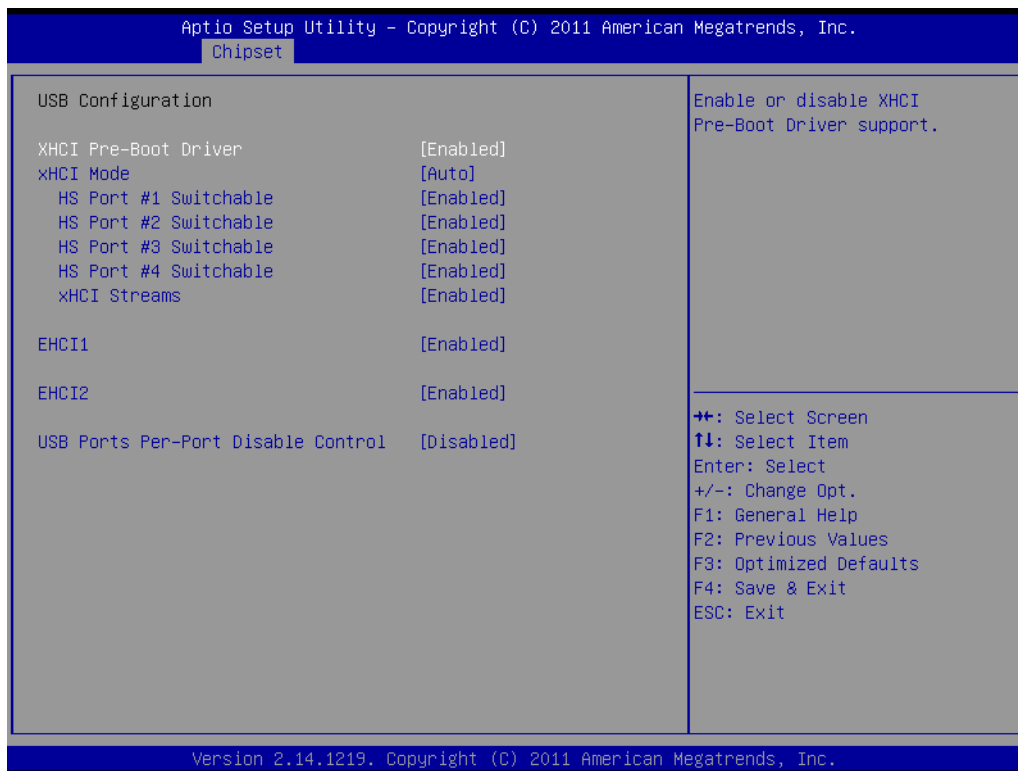 Aptio Setup Utility – Copyright (C) 2011 American Megatrends, Inc.
Chipset
USB Configuration
XHCI Pre-Boot Driver [Enabled]
xHCI Mode [Auto]
HS Port #1 Switchable [Enabled]
HS Port #2 Switchable [Enabled]
HS Port #3 Switchable [Enabled]
HS Port #4 Switchable [Enabled]
xHCI Streams [Enabled]
EHCI1 [Enabled]
EHCI2 [Enabled]
USB Ports Per-Port Disable Control [Disabled]
Enable or disable XHCI
Pre-Boot Driver support.
→←: Select Screen
↑↓: Select Item
Enter: Select
+/-: Change Opt.
F1: General Help
F2: Previous Values
F3: Optimized Defaults
F4: Save & Exit
ESC: Exit
Version 2.14.1219. Copyright (C) 2011 American Megatrends, Inc.